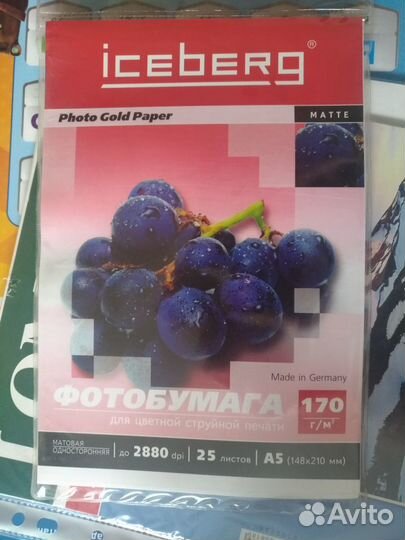 iceberg®
Photo Gold Paper
MATTE
Made in Germany
ФОТОБУМАГА
для цветной струйной печати
170
г/м²
МАТОВАЯ
ОДНОСТОРОННЯЯ
до 2880 dpi
25 листов
A5 (148x210 мм)
Avito